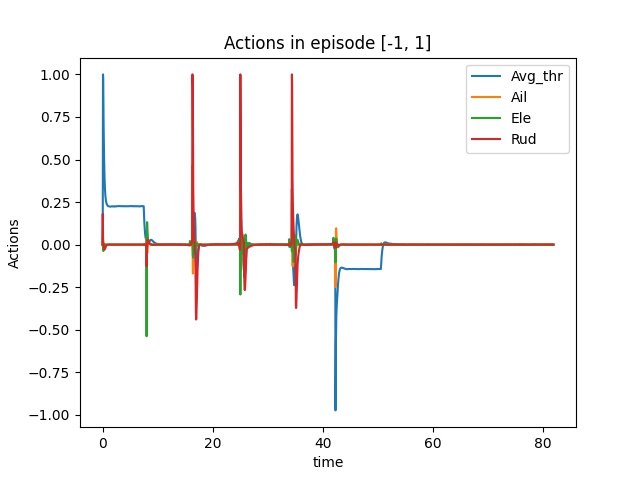 Actions in episode [-1, 1]
Avg_thr
Ail
Ele
Rud
1.00
0.75
0.50
0.25
0.00
−0.25
−0.50
−0.75
−1.00
Actions
0 20 40 60 80
time